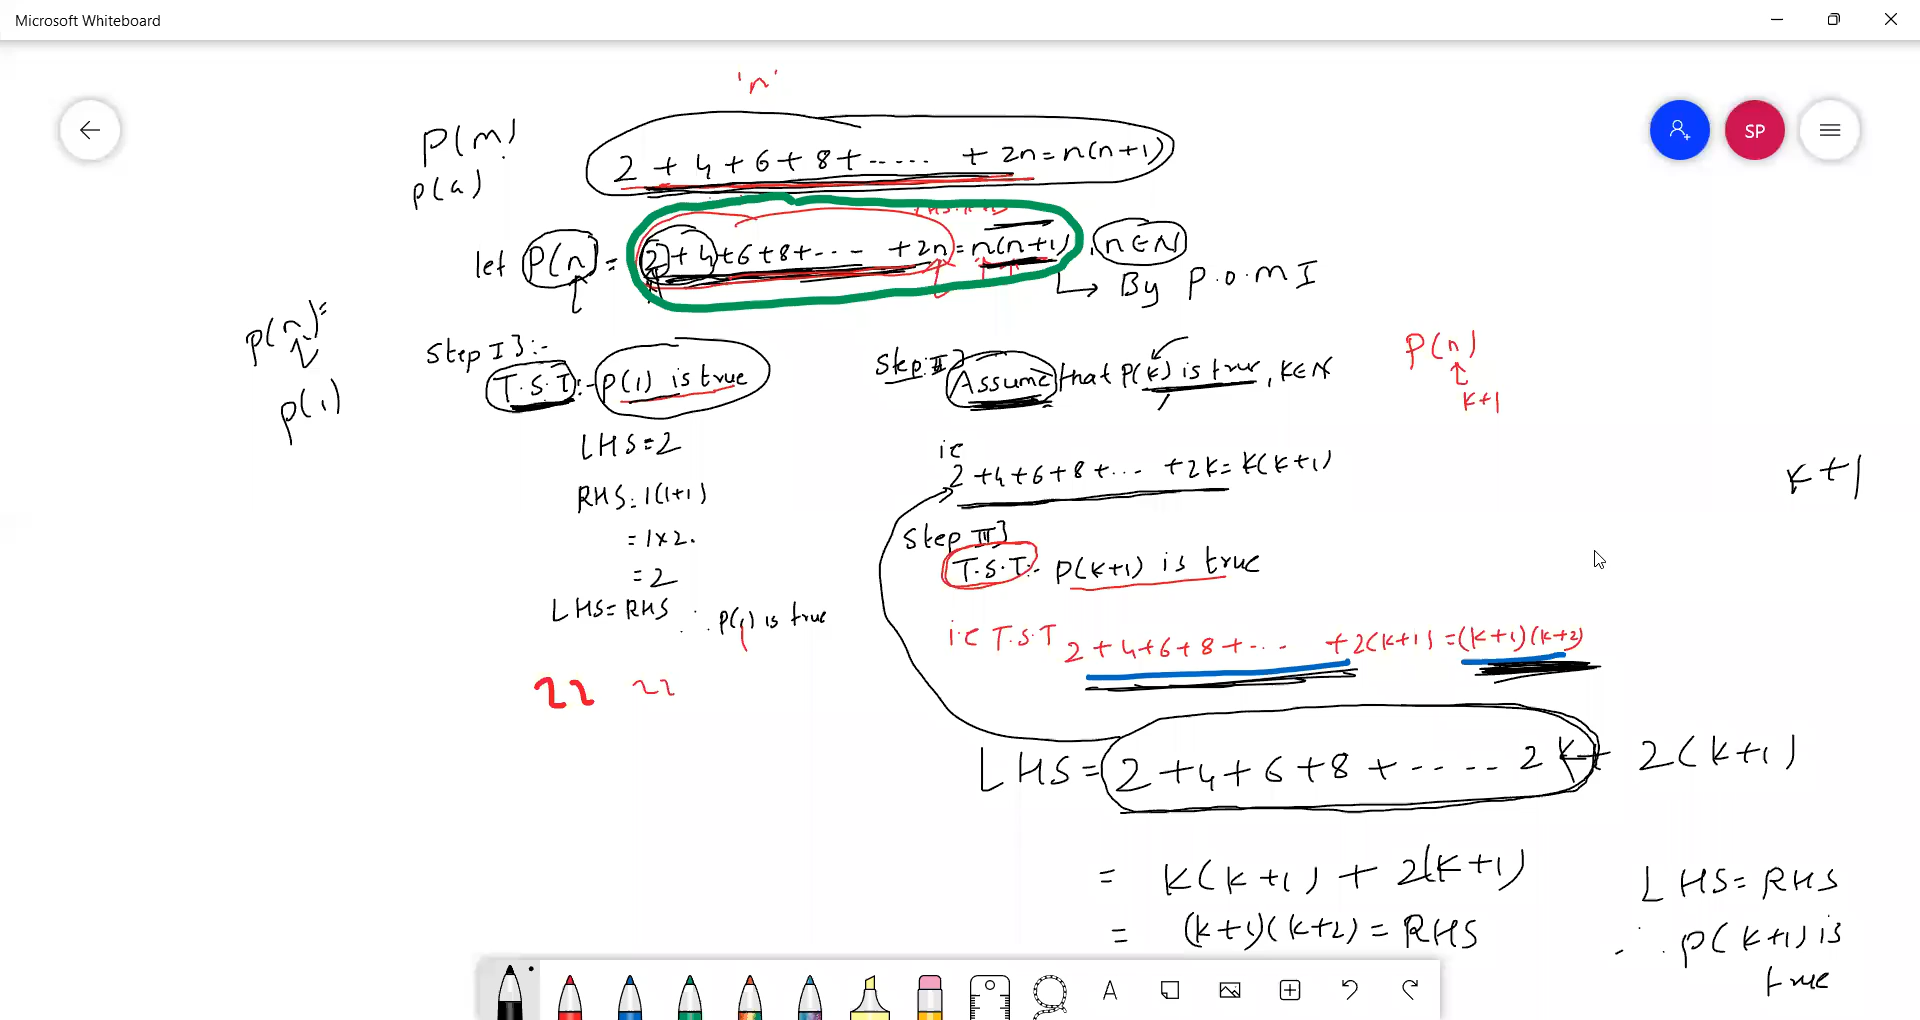 Microsoft Whiteboard
'n'
P(m)
P(a)
2 + 4 + 6 + 8 + ..... + 2n = n(n+1)
let P(n) = 2 + 4 + 6 + 8 + ... + 2n = n(n+1), n ∈ N
→ By P.O.M I
P(n) =
P(1)
Step I] :-
T.S.T :- P(1) is true
LHS = 2
RHS = 1(1+1)
= 1 x 2.
= 2
LHS = RHS ∴ P(1) is true
Step II]
Assume that P(k) is true, K∈N
P(n)
k+1
ie
2 + 4 + 6 + 8 + ... + 2k = k(k+1)
k+1
Step III]
T.S.T :- P(k+1) is true
i.e T.S.T 2 + 4 + 6 + 8 + ... + 2(k+1) = (k+1)(k+2)
LHS = 2 + 4 + 6 + 8 + ..... 2k + 2(k+1)
= k(k+1) + 2(k+1)
= (k+1)(k+2) = RHS
LHS = RHS
∴ P(k+1) is
true
SP
A